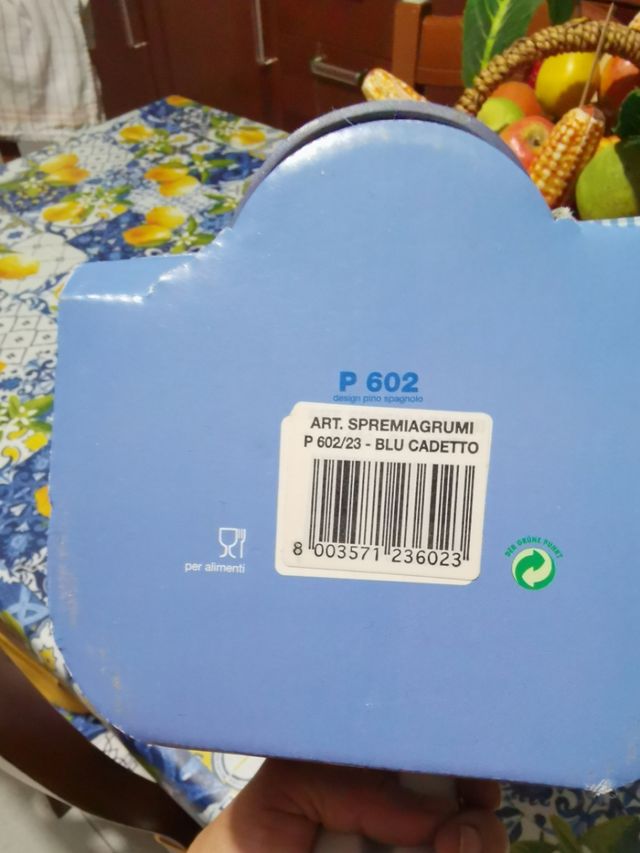 P 602
design pino spagnolo
ART. SPREMIAGRUMI
P 602/23 - BLU CADETTO
8 003571 236023
per alimenti
DER GRÜNE PUNKT